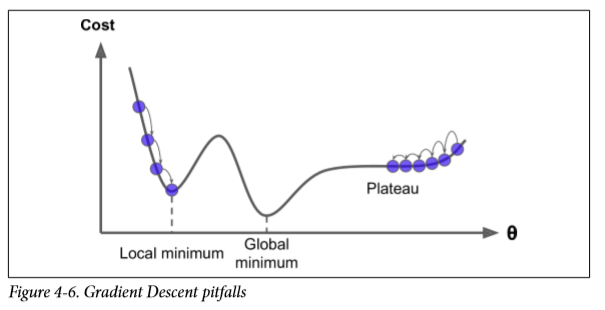 Cost
Plateau
θ
Local minimum
Global
minimum
Figure 4-6. Gradient Descent pitfalls